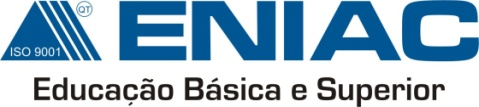 QT
ISO 9001
ENIAC
Educação Básica e Superior